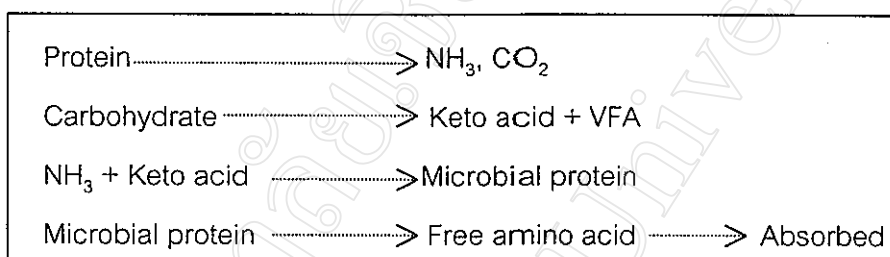 Protein ⟶ NH₃, CO₂
Carbohydrate ⟶ Keto acid + VFA
NH₃ + Keto acid ⟶ Microbial protein
Microbial protein ⟶ Free amino acid ⟶ Absorbed